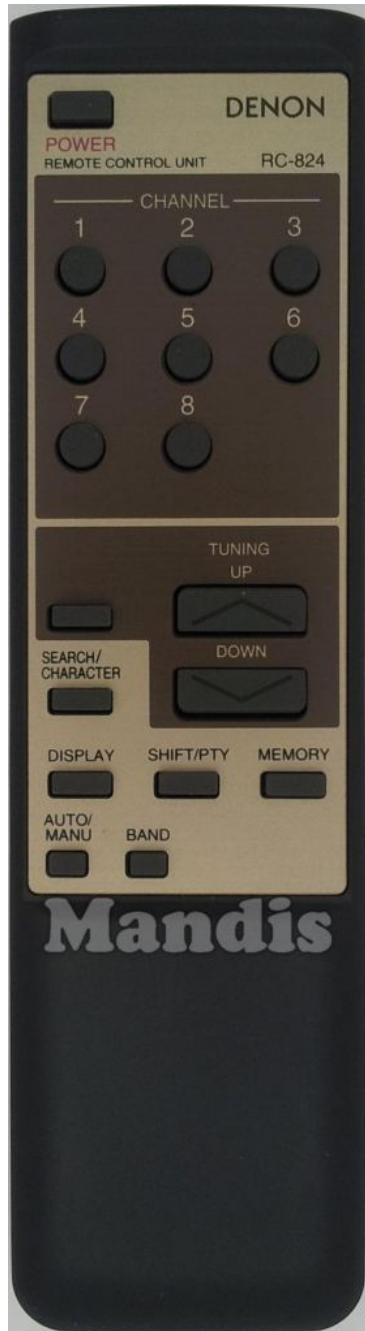 DENON
POWER
REMOTE CONTROL UNIT RC-824
CHANNEL
1 2 3
4 5 6
7 8
TUNING
UP
DOWN
SEARCH/
CHARACTER
DISPLAY SHIFT/PTY MEMORY
AUTO/
MANU BAND
Mandis